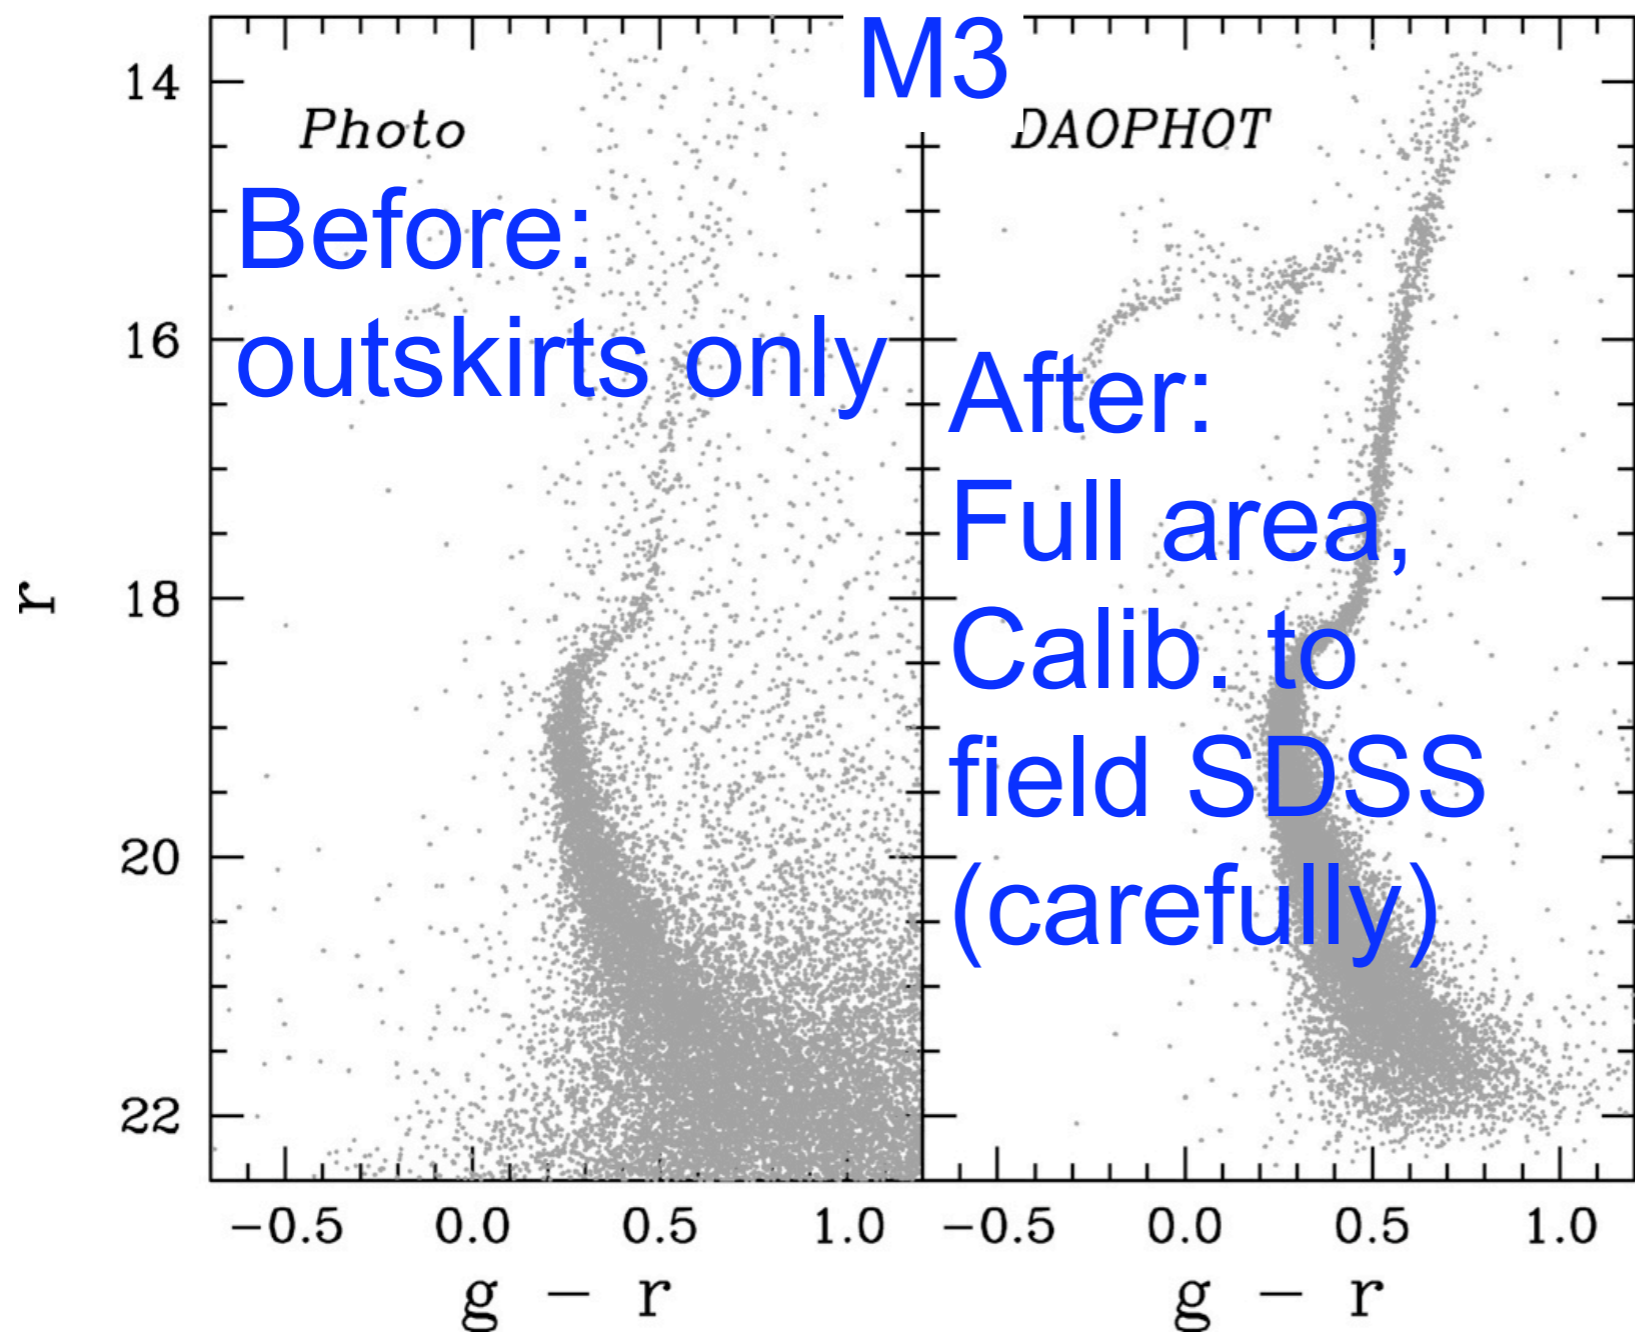 M3
Photo
DAOPHOT
Before:
outskirts only
After:
Full area,
Calib. to
field SDSS
(carefully)
r
14
16
18
20
22
−0.5 0.0 0.5 1.0
−0.5 0.0 0.5 1.0
g − r
g − r